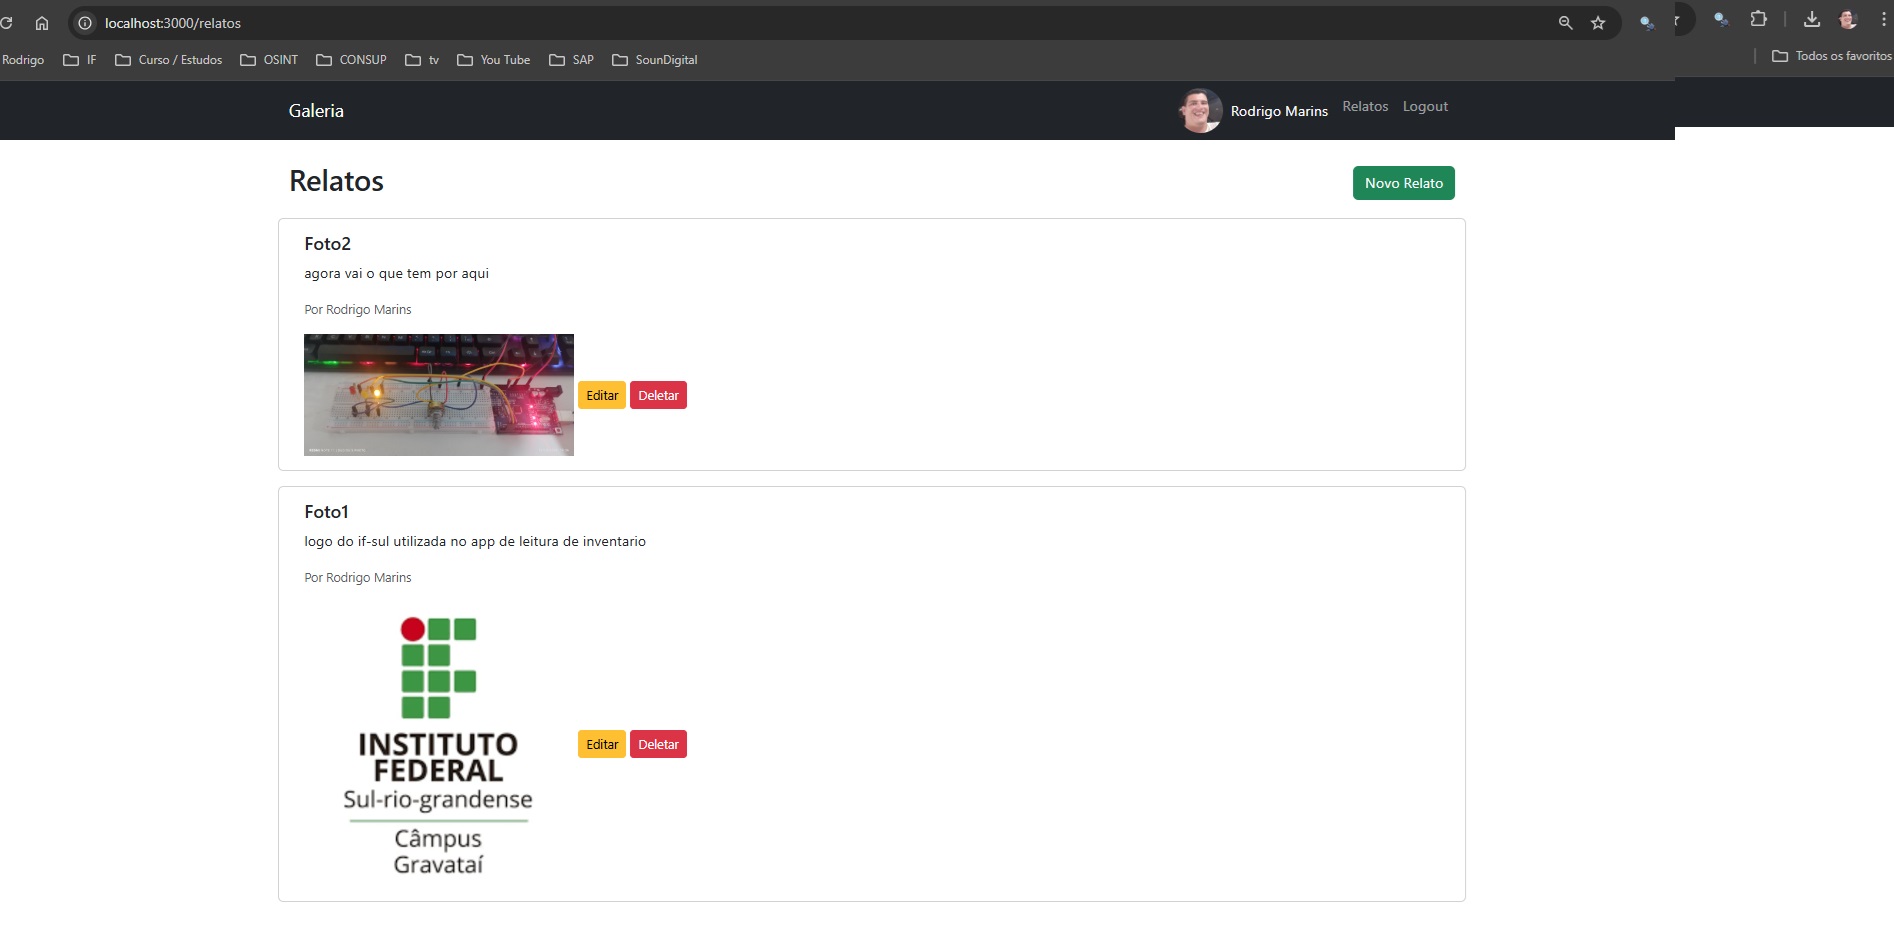 localhost:3000/relatos
Rodrigo IF Curso / Estudos OSINT CONSUP tv You Tube SAP SounDigital Todos os favoritos
Galeria Rodrigo Marins Relatos Logout
Relatos Novo Relato
Foto2
agora vai o que tem por aqui
Por Rodrigo Marins
Editar Deletar
Foto1
logo do if-sul utilizada no app de leitura de inventario
Por Rodrigo Marins
INSTITUTO
FEDERAL
Sul-rio-grandense
Câmpus
Gravataí
Editar Deletar